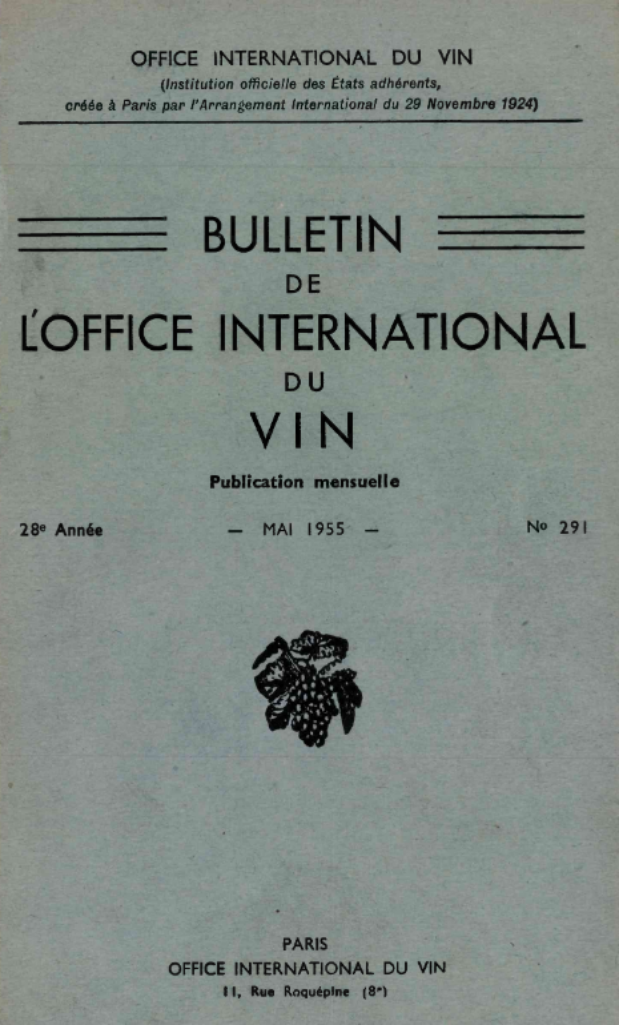 OFFICE INTERNATIONAL DU VIN
(Institution officielle des États adhérents,
créée à Paris par l'Arrangement International du 29 Novembre 1924)
BULLETIN
DE
L'OFFICE INTERNATIONAL
DU
VIN
Publication mensuelle
28e Année — MAI 1955 — No 291
PARIS
OFFICE INTERNATIONAL DU VIN
11, Rue Roquépine (8e)